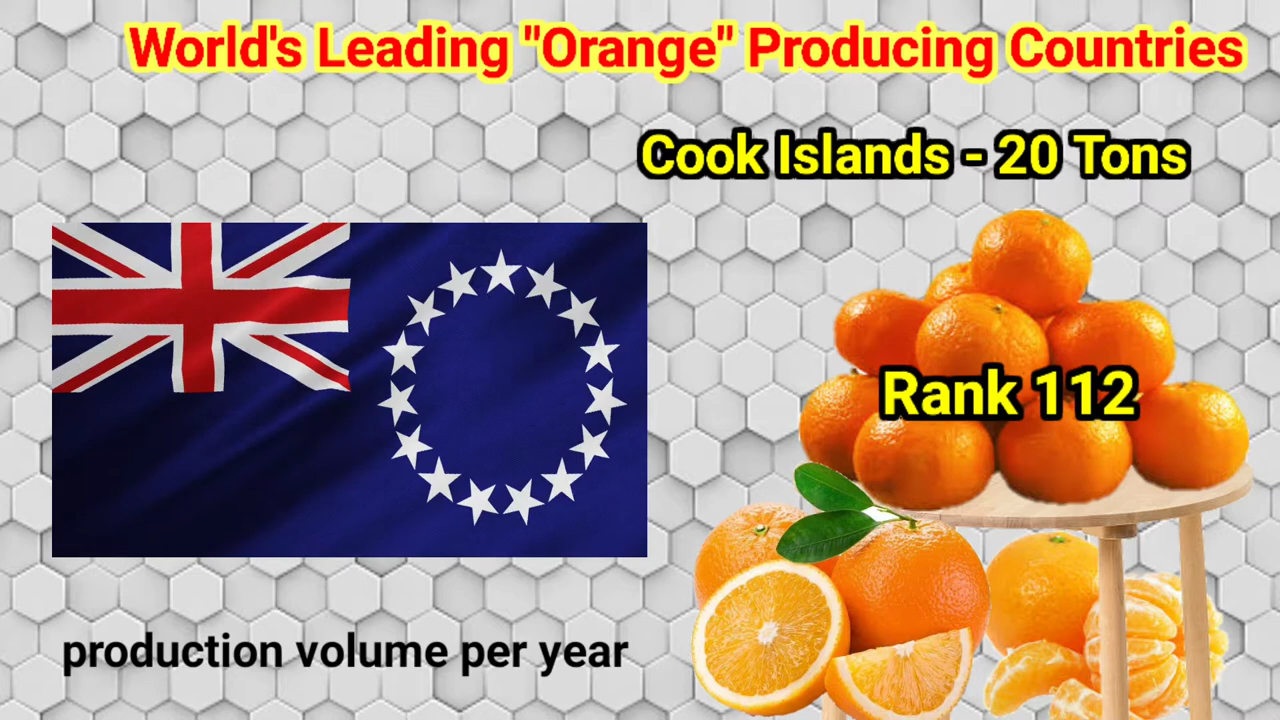 World's Leading "Orange" Producing Countries
Cook Islands - 20 Tons
Rank 112
production volume per year